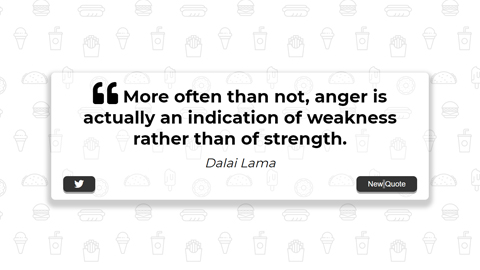 More often than not, anger is
actually an indication of weakness
rather than of strength.
Dalai Lama
New Quote